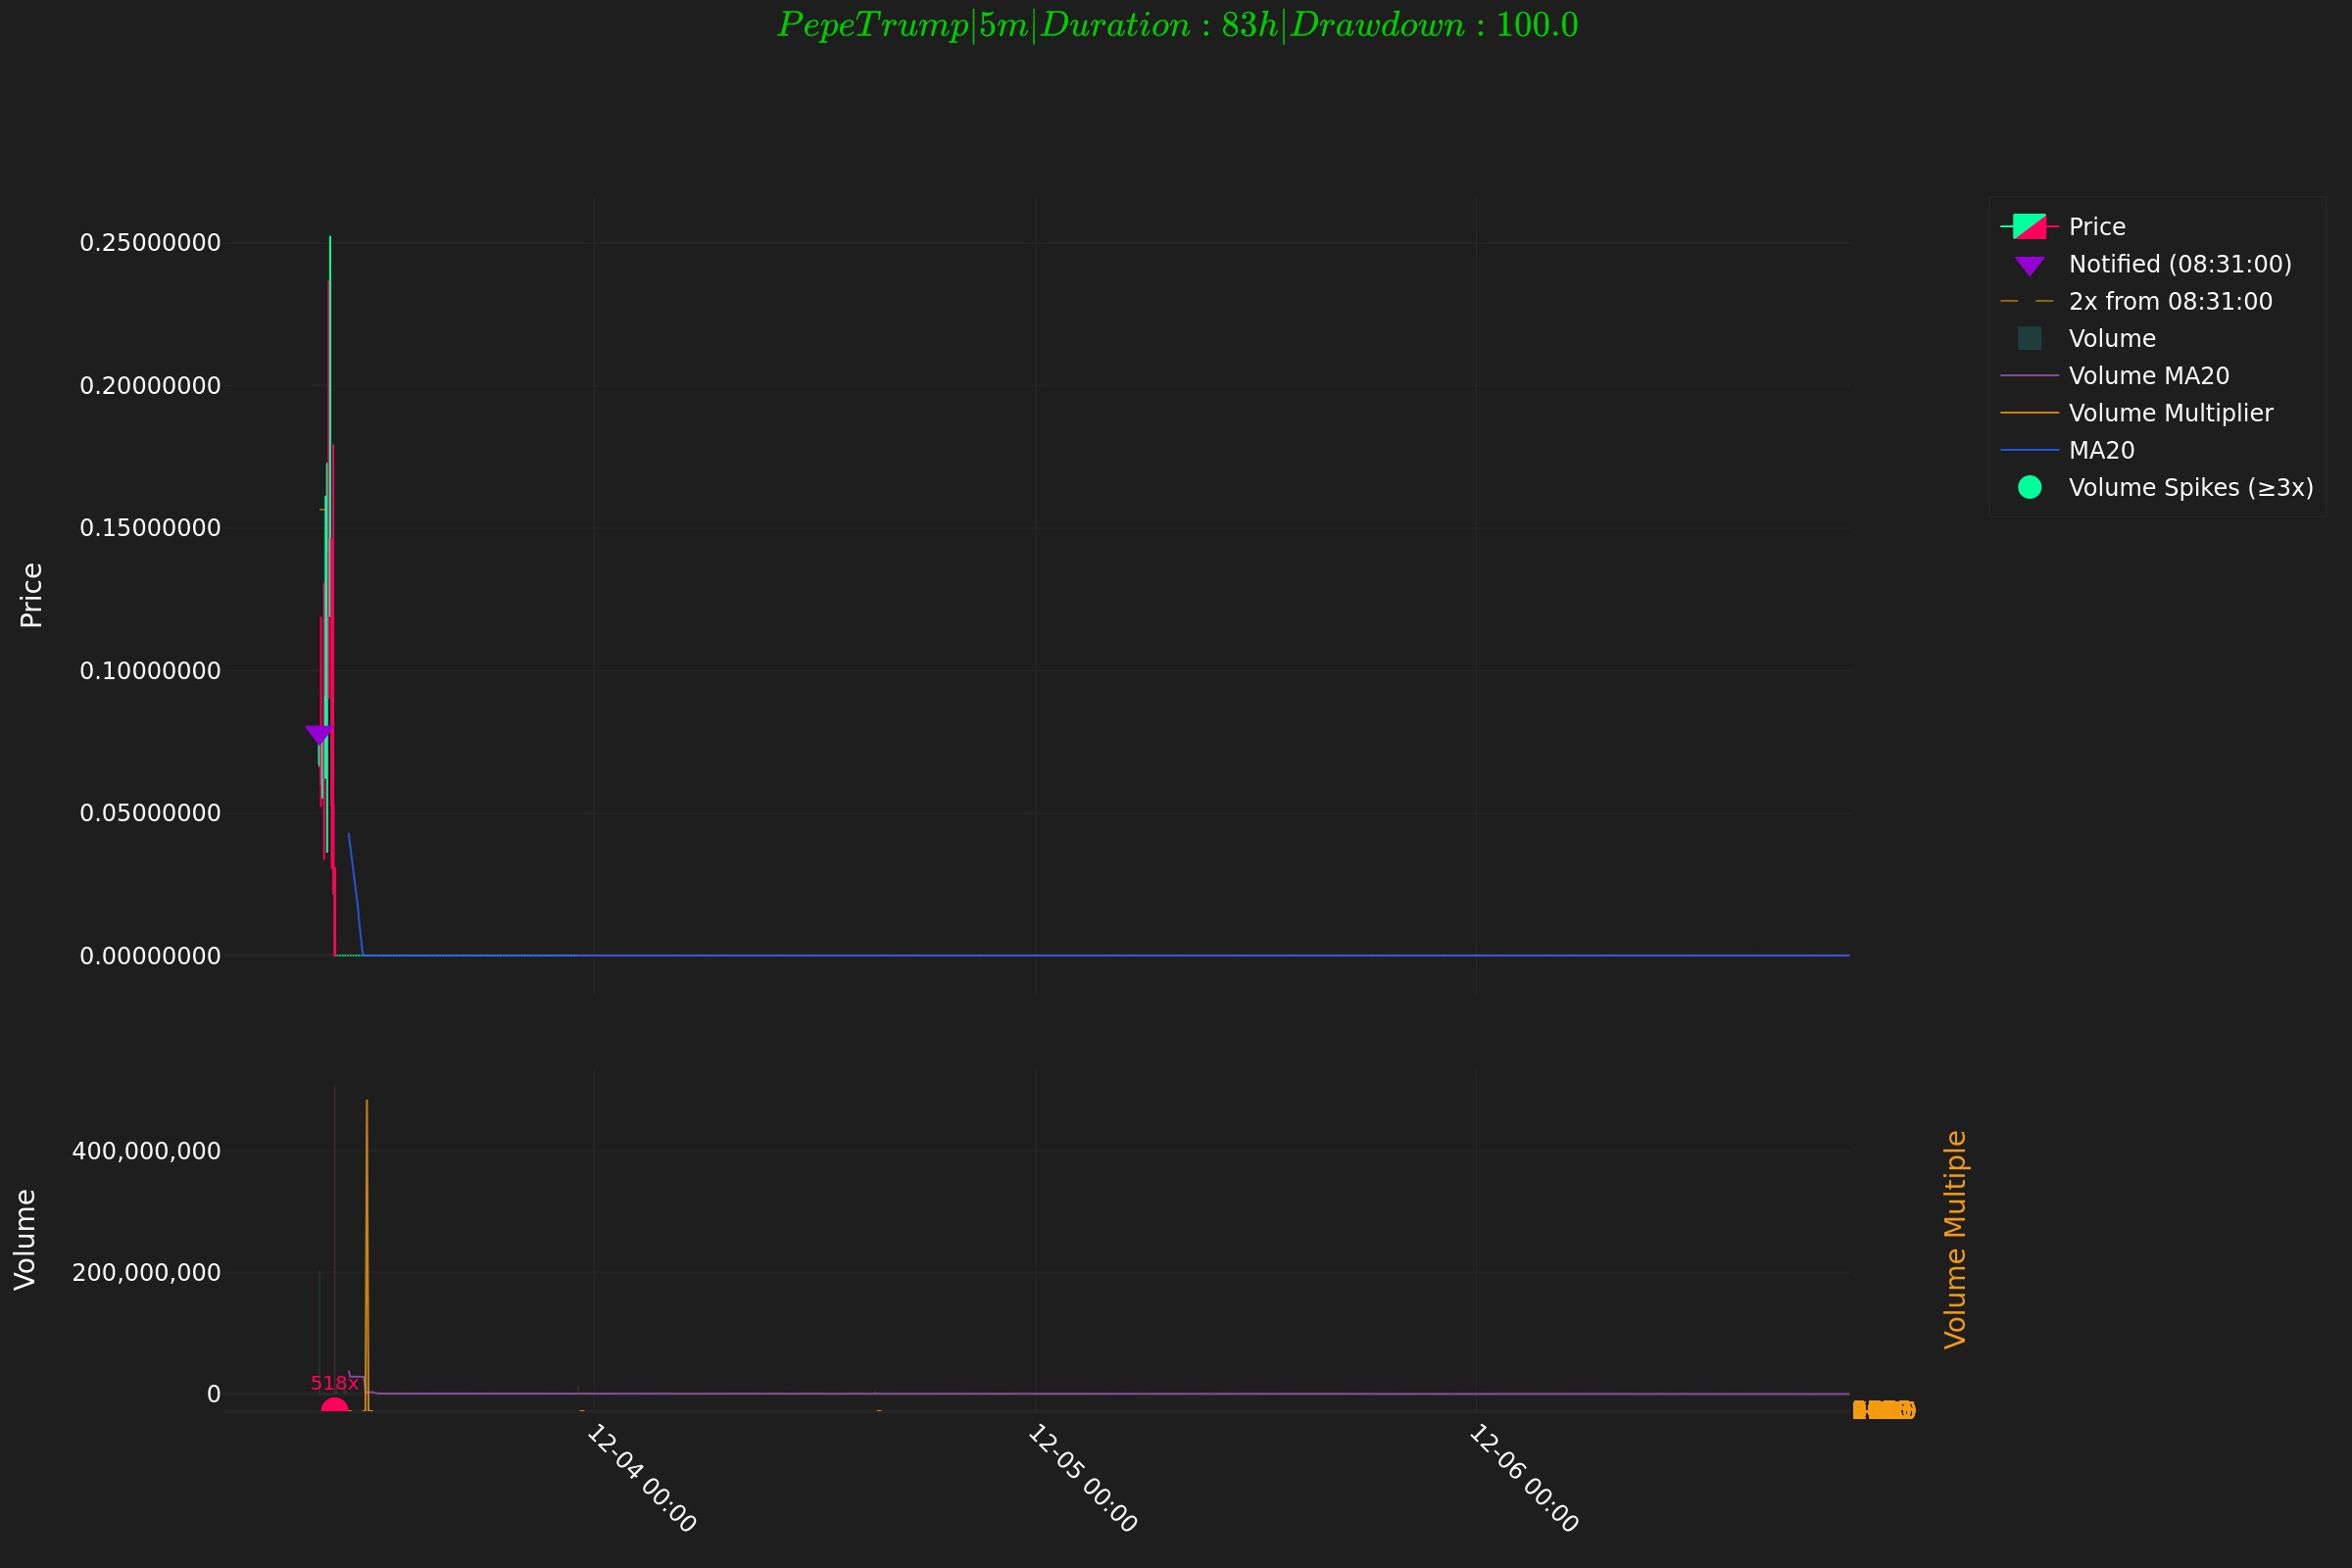 PepeTrump|5m|Duration : 83h|Drawdown : 100.0
Price
Notified (08:31:00)
2x from 08:31:00
Volume
Volume MA20
Volume Multiplier
MA20
Volume Spikes (≥3x)
Price
0.25000000
0.20000000
0.15000000
0.10000000
0.05000000
0.00000000
Volume
400,000,000
200,000,000
0
518x
Volume Multiple
12-04 00:00
12-05 00:00
12-06 00:00